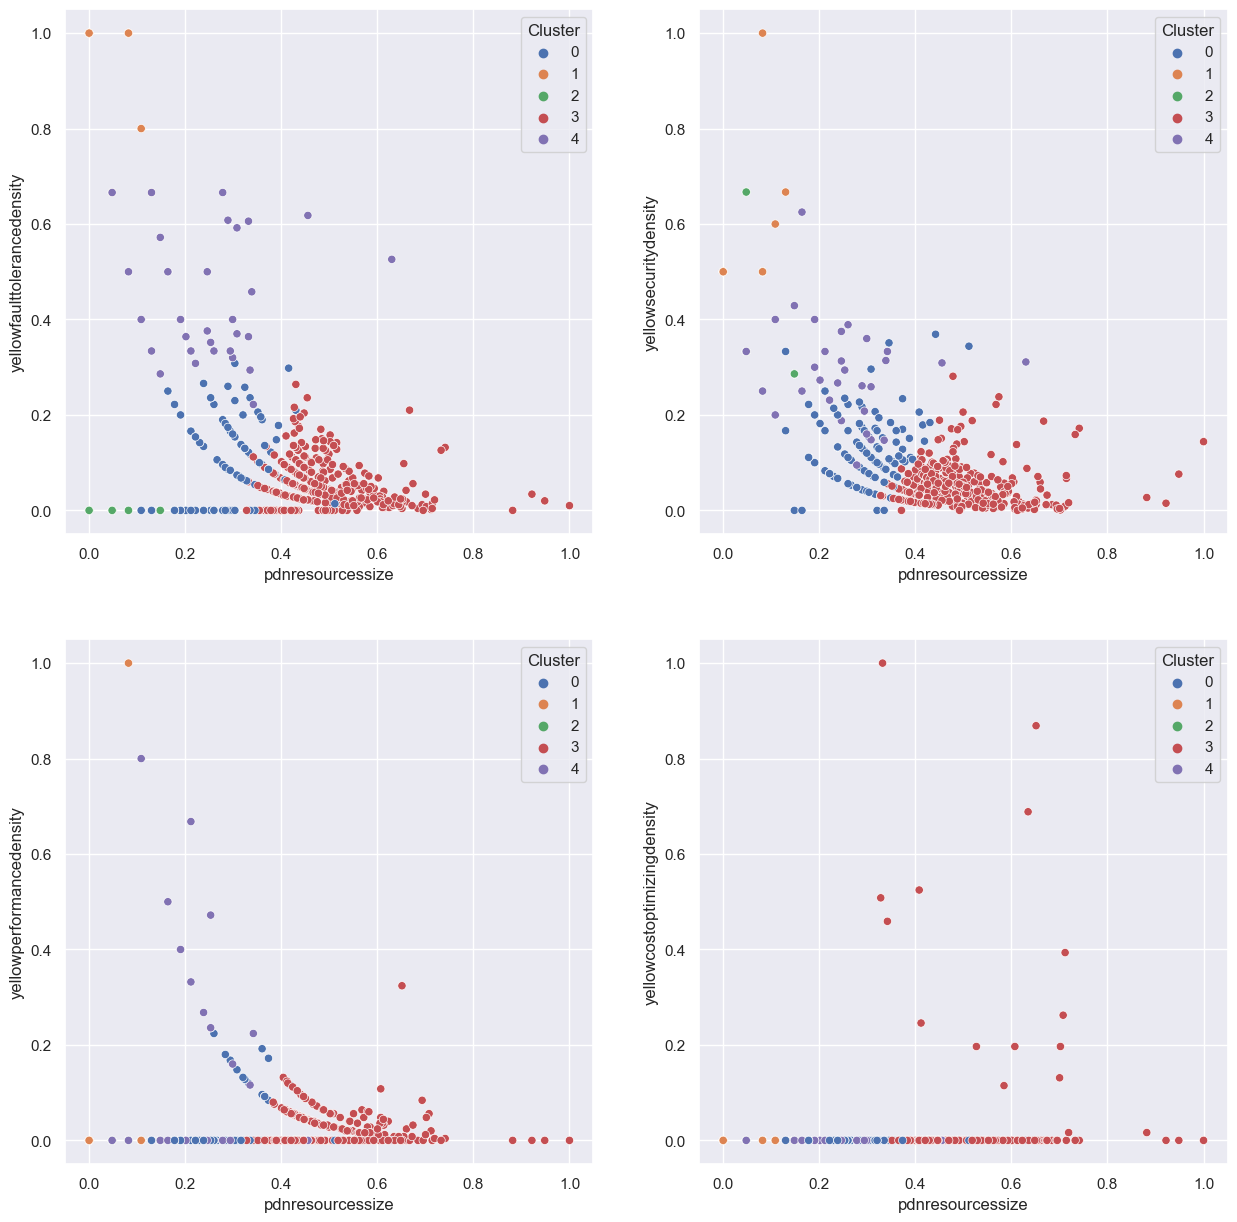 1.0
0.8
0.6
0.4
0.2
0.0
yellowfaulttolerancedensity
Cluster
0
1
2
3
4
0.0 0.2 0.4 0.6 0.8 1.0
pdnresourcessize
1.0
0.8
0.6
0.4
0.2
0.0
yellowsecuritydensity
Cluster
0
1
2
3
4
0.0 0.2 0.4 0.6 0.8 1.0
pdnresourcessize
1.0
0.8
0.6
0.4
0.2
0.0
yellowperformancedensity
Cluster
0
1
2
3
4
0.0 0.2 0.4 0.6 0.8 1.0
pdnresourcessize
1.0
0.8
0.6
0.4
0.2
0.0
yellowcostoptimizingdensity
Cluster
0
1
2
3
4
0.0 0.2 0.4 0.6 0.8 1.0
pdnresourcessize